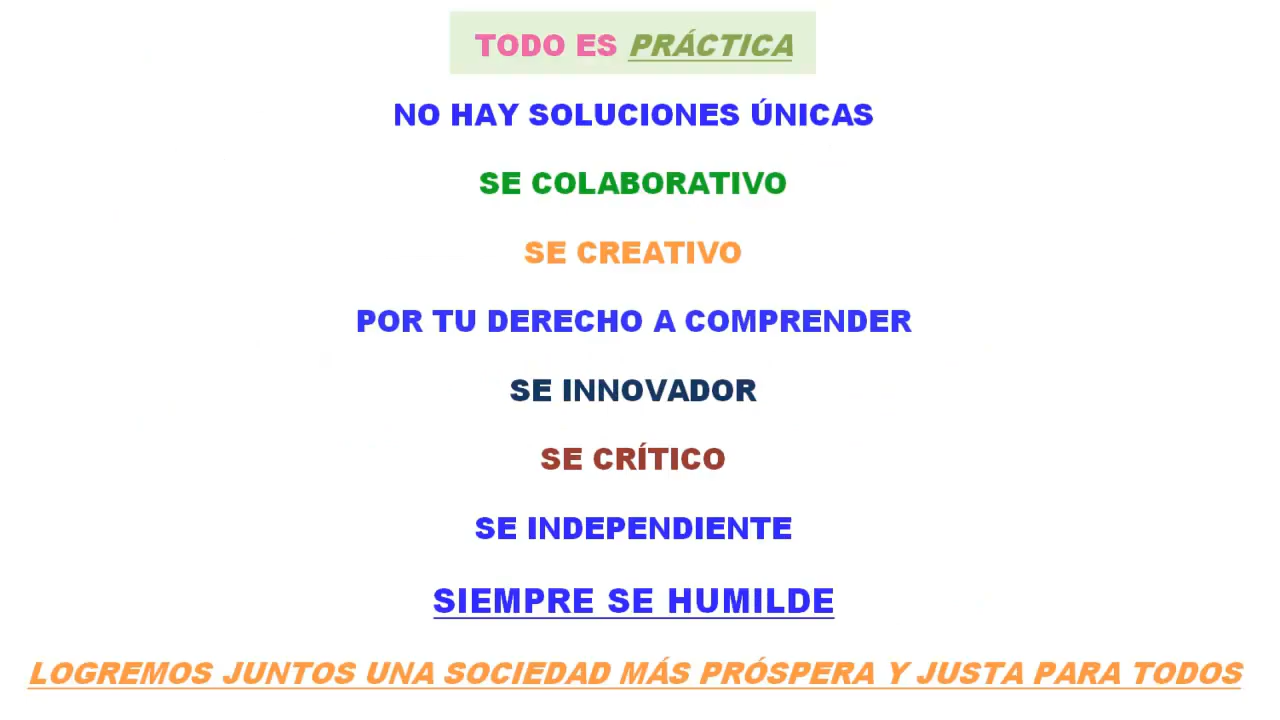 TODO ES PRÁCTICA
NO HAY SOLUCIONES ÚNICAS
SE COLABORATIVO
SE CREATIVO
POR TU DERECHO A COMPRENDER
SE INNOVADOR
SE CRÍTICO
SE INDEPENDIENTE
SIEMPRE SE HUMILDE
LOGREMOS JUNTOS UNA SOCIEDAD MÁS PRÓSPERA Y JUSTA PARA TODOS